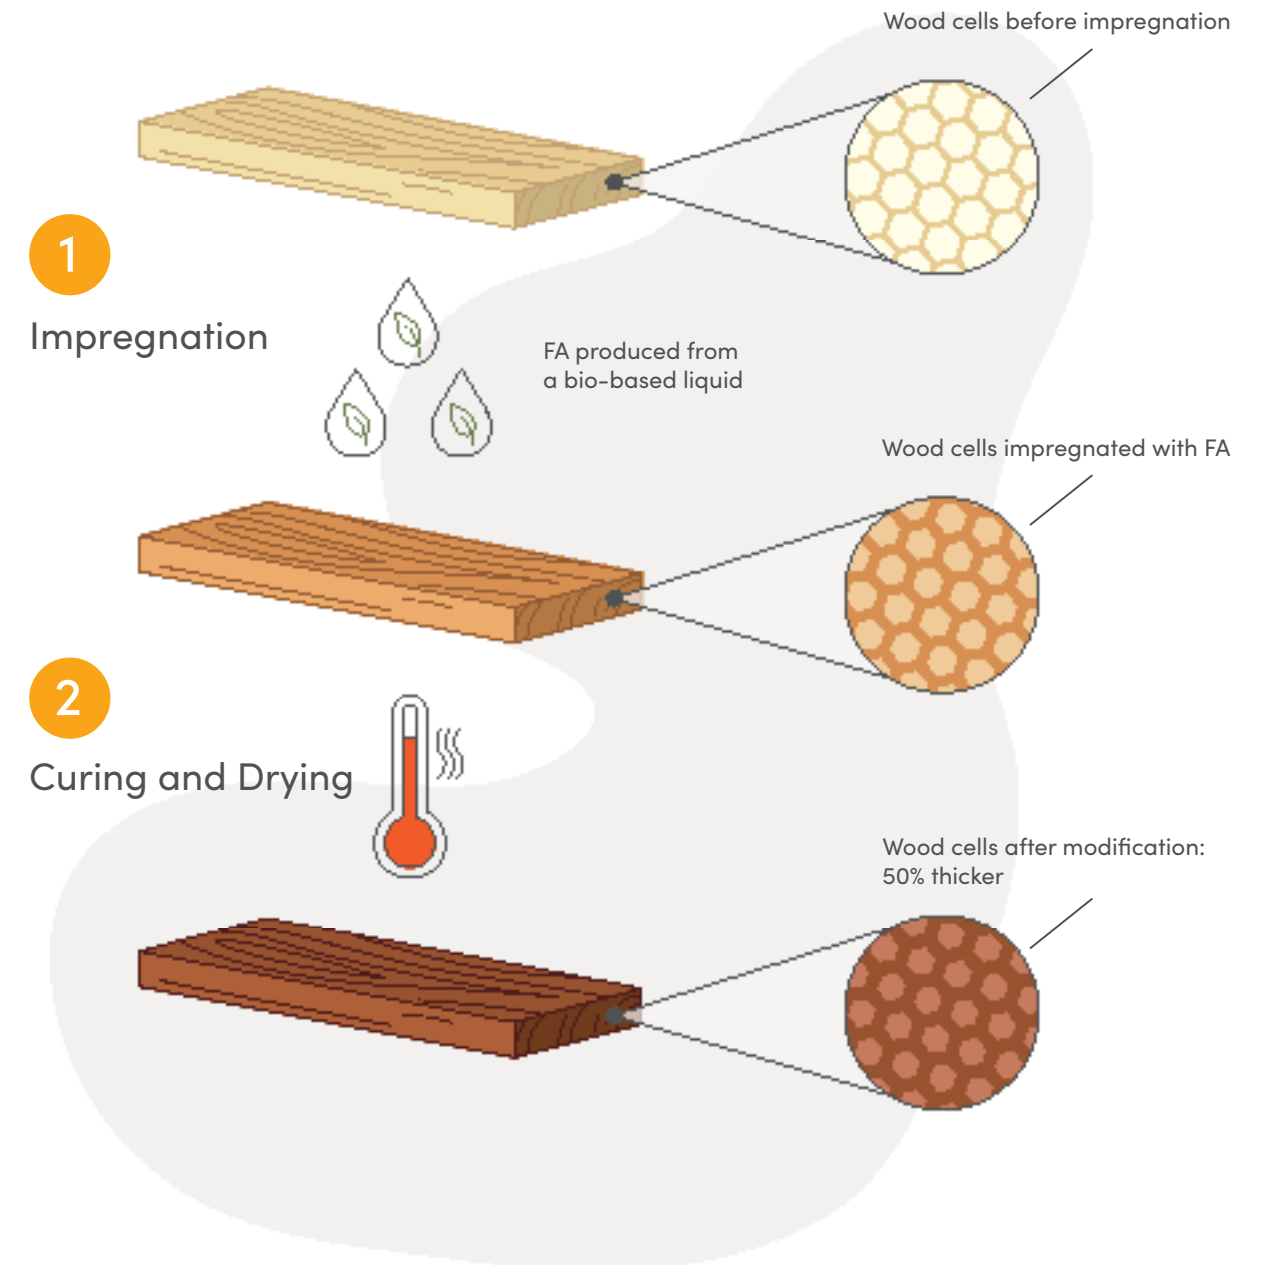 Wood cells before impregnation
1
Impregnation
FA produced from
a bio-based liquid
Wood cells impregnated with FA
2
Curing and Drying
Wood cells after modification:
50% thicker